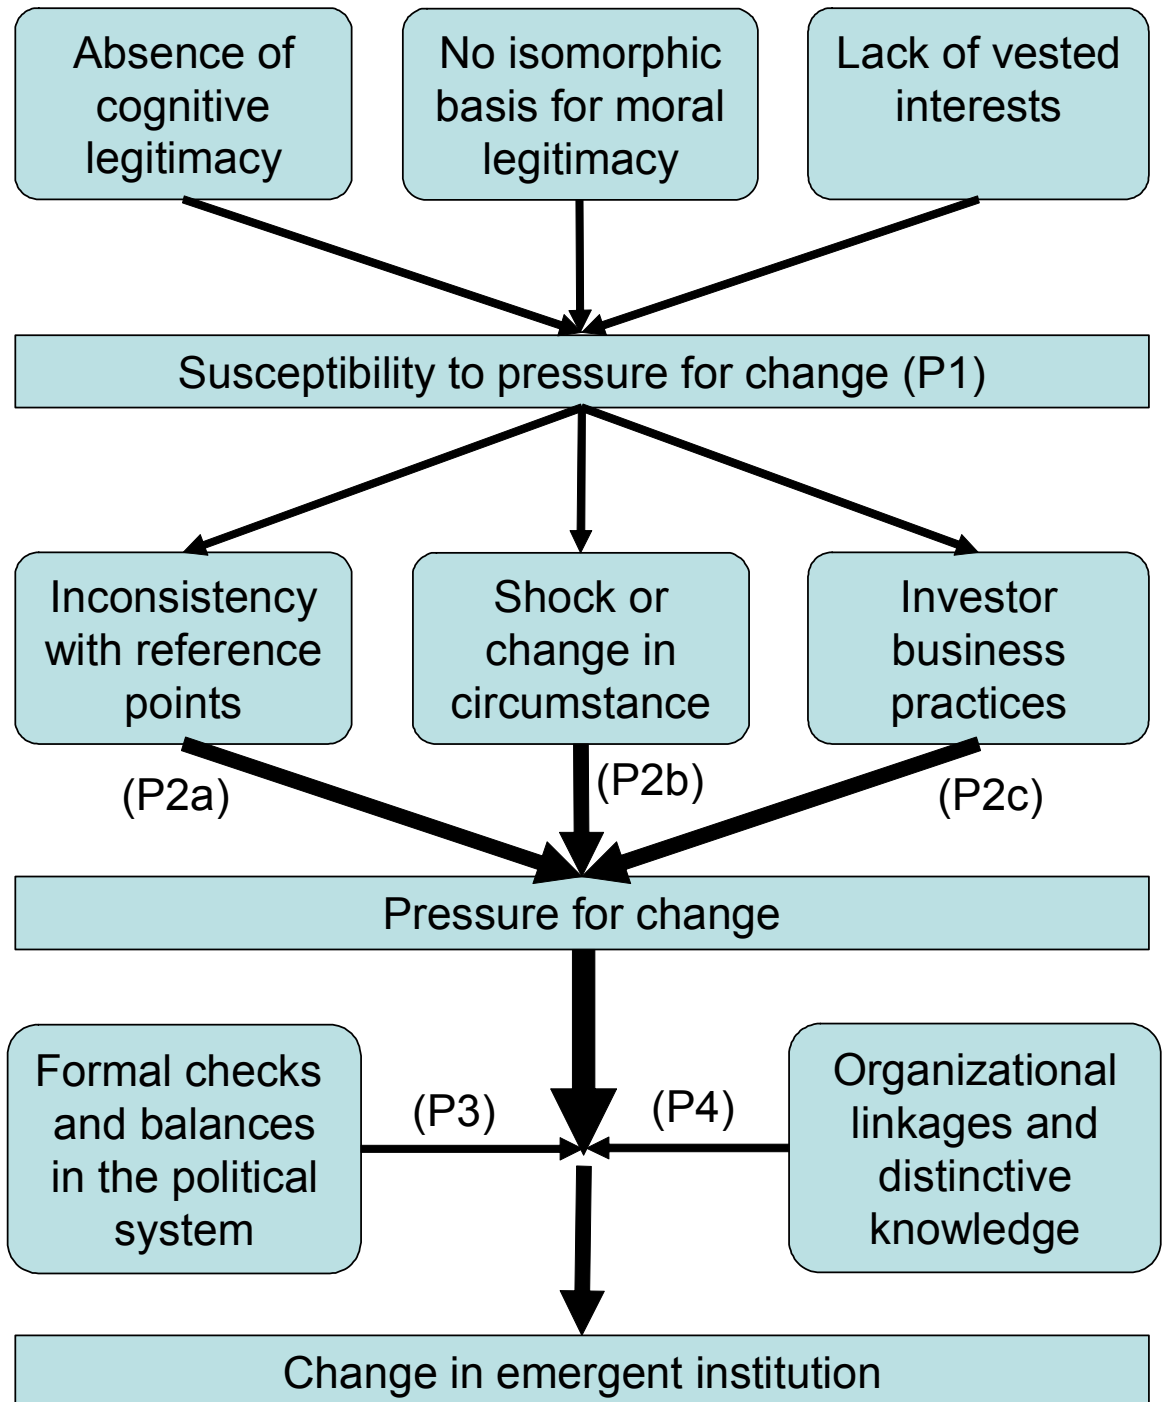 Absence of
cognitive
legitimacy
No isomorphic
basis for moral
legitimacy
Lack of vested
interests
Susceptibility to pressure for change (P1)
Inconsistency
with reference
points
Shock or
change in
circumstance
Investor
business
practices
(P2a)
(P2b)
(P2c)
Pressure for change
Formal checks
and balances
in the political
system
(P3)
(P4)
Organizational
linkages and
distinctive
knowledge
Change in emergent institution